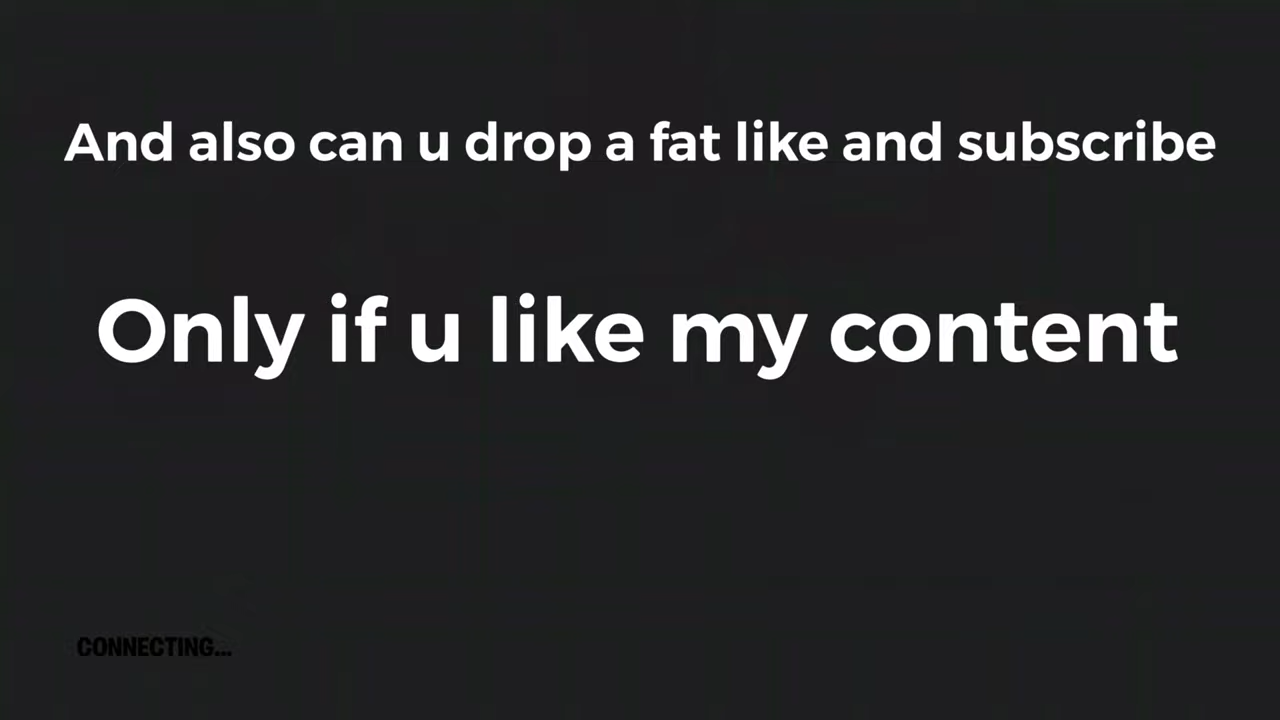 And also can u drop a fat like and subscribe
Only if u like my content
CONNECTING...